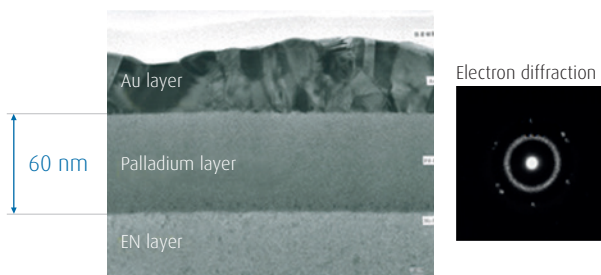 Au layer
Electron diffraction
60 nm
Palladium layer
EN layer